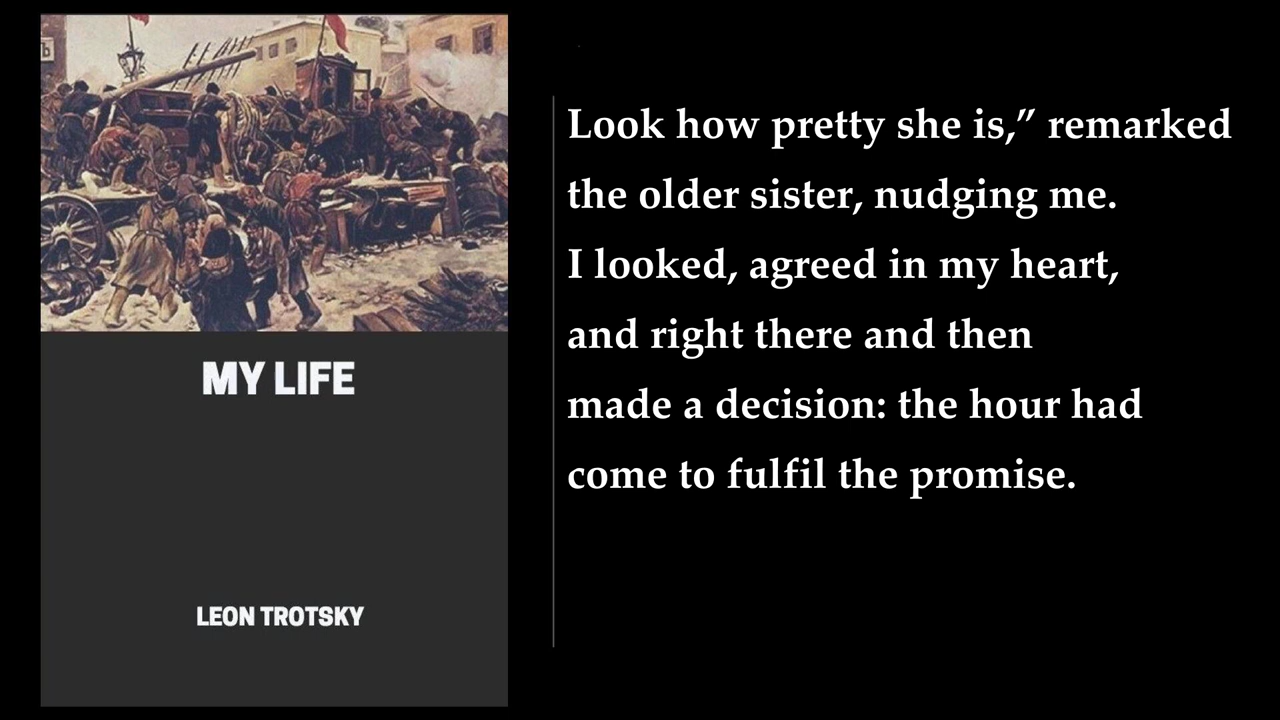 MY LIFE
LEON TROTSKY
Look how pretty she is,” remarked
the older sister, nudging me.
I looked, agreed in my heart,
and right there and then
made a decision: the hour had
come to fulfil the promise.